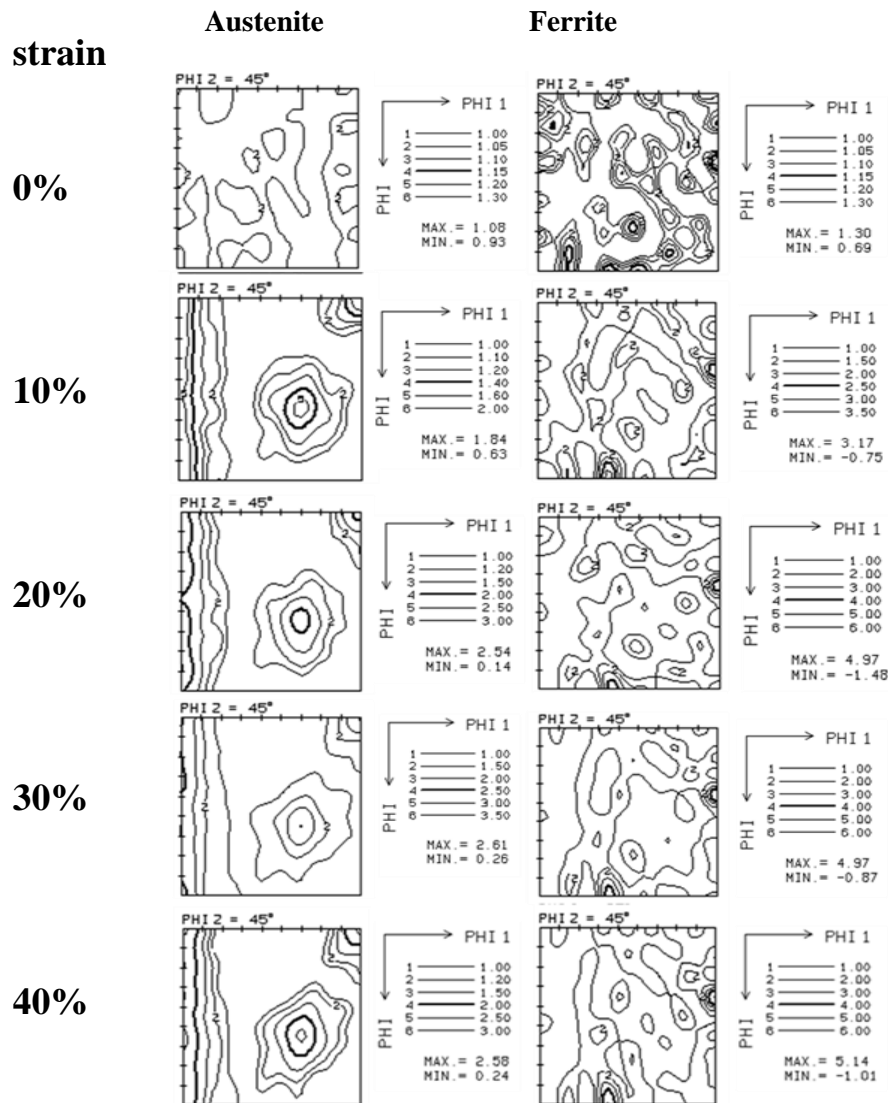 Austenite Ferrite
strain
0%
PHI 2 = 45°
PHI 1
PHI
1 1.00
2 1.05
3 1.10
4 1.15
5 1.20
6 1.30
MAX.= 1.08
MIN.= 0.93
PHI 2 = 45°
PHI 1
PHI
1 1.00
2 1.05
3 1.10
4 1.15
5 1.20
6 1.30
MAX.= 1.30
MIN.= 0.69
10%
PHI 2 = 45°
PHI 1
PHI
1 1.00
2 1.10
3 1.20
4 1.40
5 1.60
6 2.00
MAX.= 1.84
MIN.= 0.63
PHI 2 = 45°
PHI 1
PHI
1 1.00
2 1.50
3 2.00
4 2.50
5 3.00
6 3.50
MAX.= 3.17
MIN.= -0.75
20%
PHI 2 = 45°
PHI 1
PHI
1 1.00
2 1.20
3 1.50
4 2.00
5 2.50
6 3.00
MAX.= 2.54
MIN.= 0.14
PHI 2 = 45°
PHI 1
PHI
1 1.00
2 2.00
3 3.00
4 4.00
5 5.00
6 6.00
MAX.= 4.97
MIN.= -1.48
30%
PHI 2 = 45°
PHI 1
PHI
1 1.00
2 1.50
3 2.00
4 2.50
5 3.00
6 3.50
MAX.= 2.61
MIN.= 0.26
PHI 2 = 45°
PHI 1
PHI
1 1.00
2 2.00
3 3.00
4 4.00
5 5.00
6 6.00
MAX.= 4.97
MIN.= -0.87
40%
PHI 2 = 45°
PHI 1
PHI
1 1.00
2 1.20
3 1.50
4 2.00
5 2.50
6 3.00
MAX.= 2.58
MIN.= 0.24
PHI 2 = 45°
PHI 1
PHI
1 1.00
2 2.00
3 3.00
4 4.00
5 5.00
6 6.00
MAX.= 5.14
MIN.= -1.01